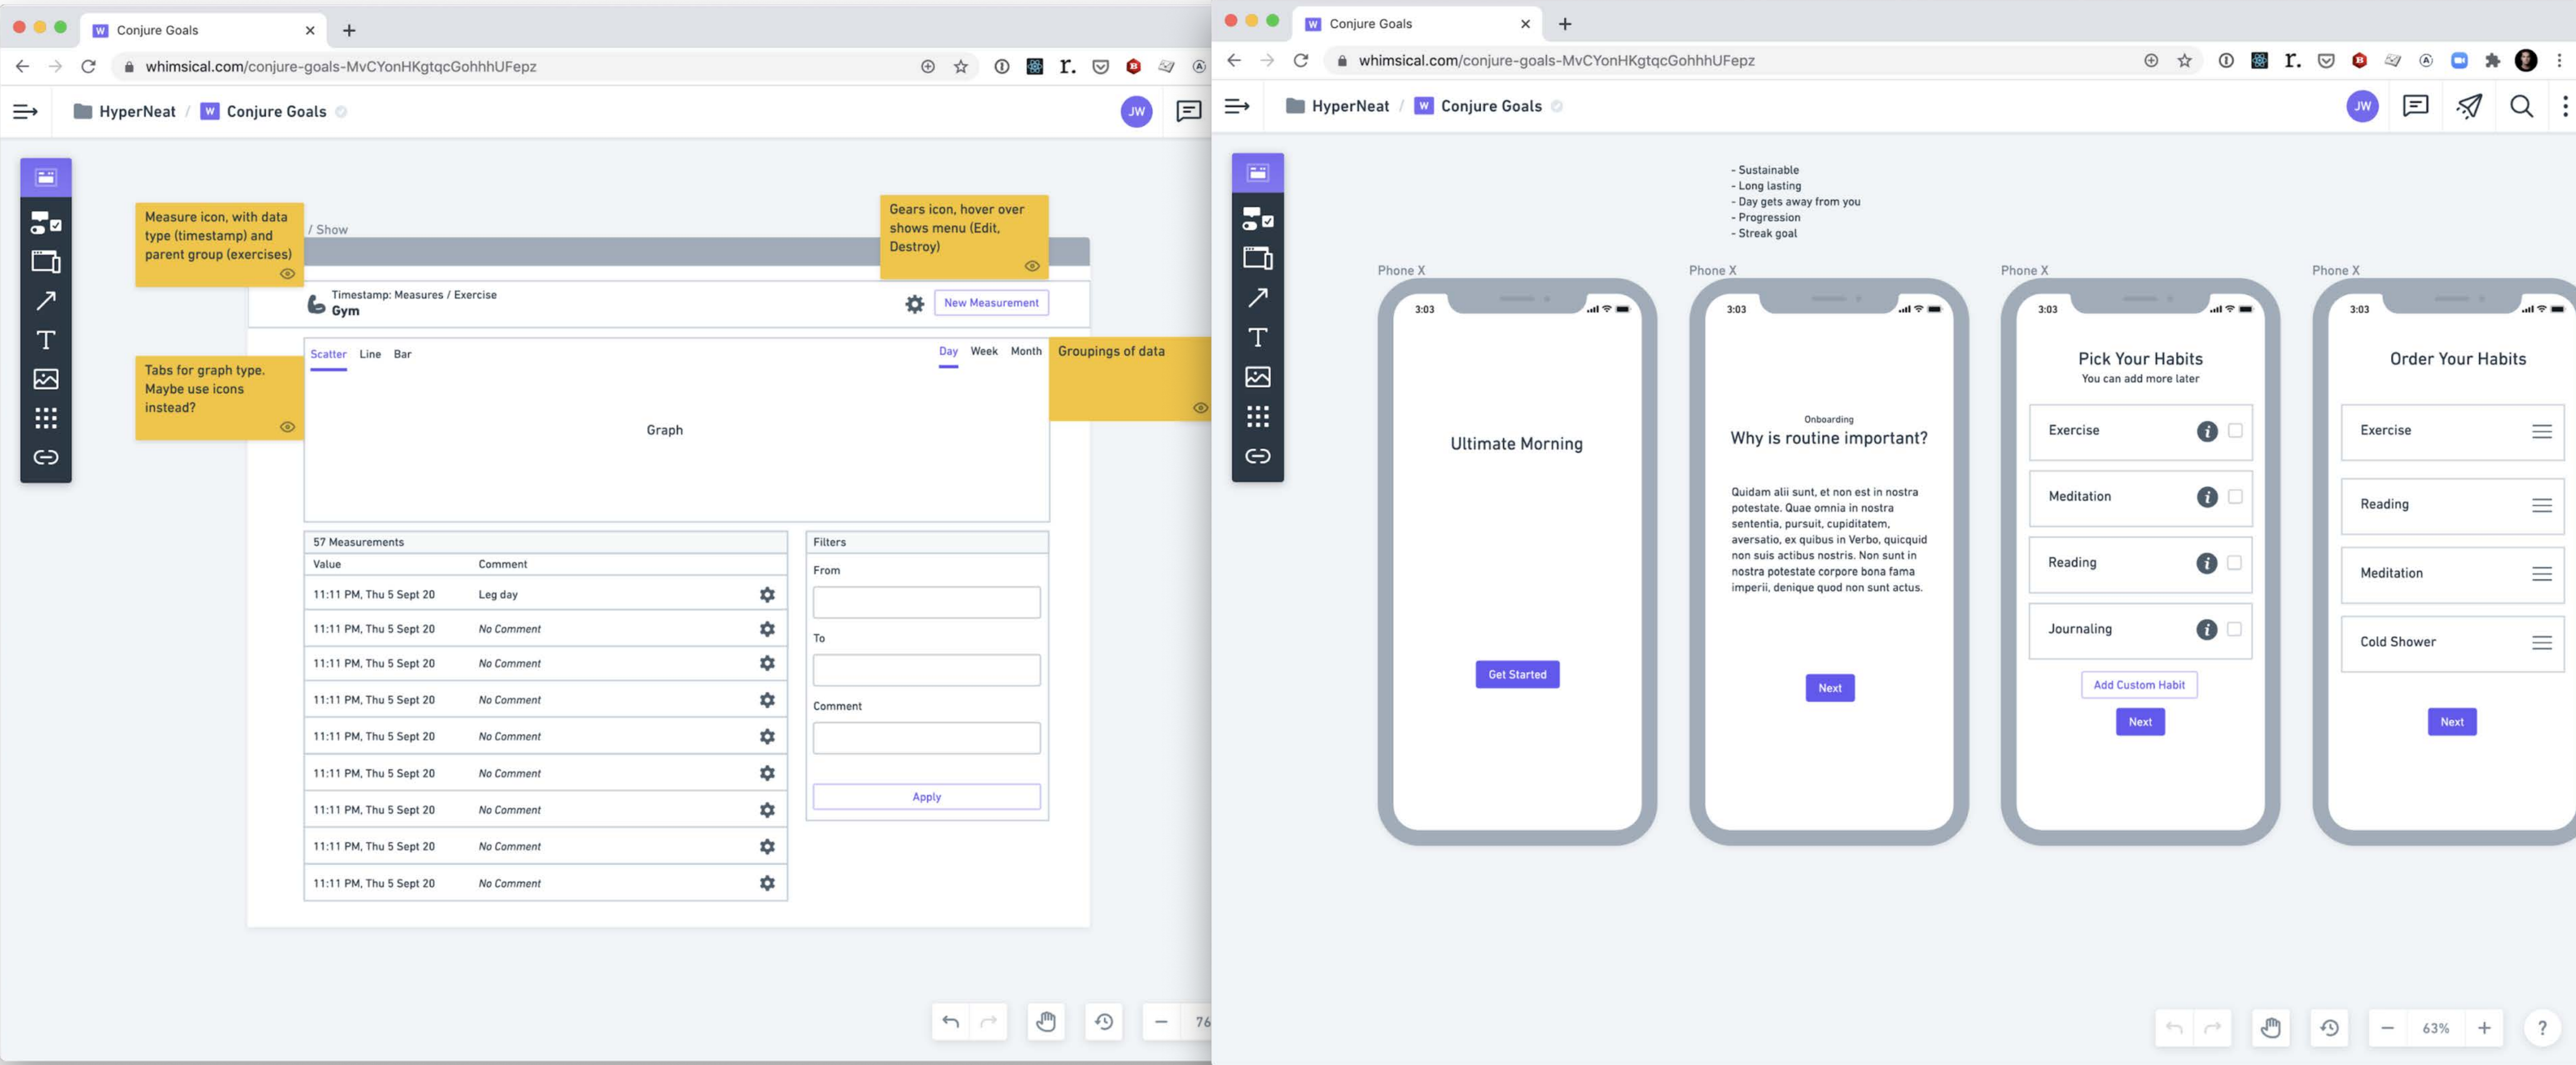 Conjure Goals
whimsical.com/conjure-goals-MvCYonHKgtqcGohhhUFepz
HyperNeat / Conjure Goals
JW
Measure icon, with data
type (timestamp) and
parent group (exercises)
/ Show
Gears icon, hover over
shows menu (Edit,
Destroy)
Timestamp: Measures / Exercise
Gym
New Measurement
Tabs for graph type.
Maybe use icons
instead?
Scatter Line Bar
Day Week Month
Groupings of data
Graph
57 Measurements
Value Comment
11:11 PM, Thu 5 Sept 20 Leg day
11:11 PM, Thu 5 Sept 20 No Comment
11:11 PM, Thu 5 Sept 20 No Comment
11:11 PM, Thu 5 Sept 20 No Comment
11:11 PM, Thu 5 Sept 20 No Comment
11:11 PM, Thu 5 Sept 20 No Comment
11:11 PM, Thu 5 Sept 20 No Comment
11:11 PM, Thu 5 Sept 20 No Comment
11:11 PM, Thu 5 Sept 20 No Comment
Filters
From
To
Comment
Apply
76
Conjure Goals
whimsical.com/conjure-goals-MvCYonHKgtqcGohhhUFepz
HyperNeat / Conjure Goals
JW
- Sustainable
- Long lasting
- Day gets away from you
- Progression
- Streak goal
Phone X
3:03
Ultimate Morning
Get Started
Phone X
3:03
Onboarding
Why is routine important?
Quidam alii sunt, et non est in nostra
potestate. Quae omnia in nostra
sententia, pursuit, cupiditatem,
aversatio, ex quibus in Verbo, quicquid
non suis actibus nostris. Non sunt in
nostra potestate corpore bona fama
imperii, denique quod non sunt actus.
Next
Phone X
3:03
Pick Your Habits
You can add more later
Exercise
Meditation
Reading
Journaling
Add Custom Habit
Next
Phone X
3:03
Order Your Habits
Exercise
Reading
Meditation
Cold Shower
Next
63%